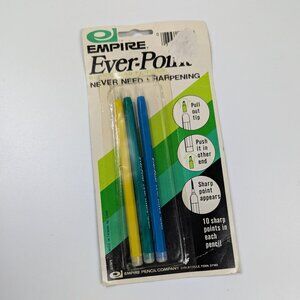 EMPIRE
Ever-Point
NEVER NEED SHARPENING
Pull
out
tip
Push
it in
other
end
Sharp
point
appears
10 sharp
points in
each
pencil
EMPIRE PENCIL COMPANY